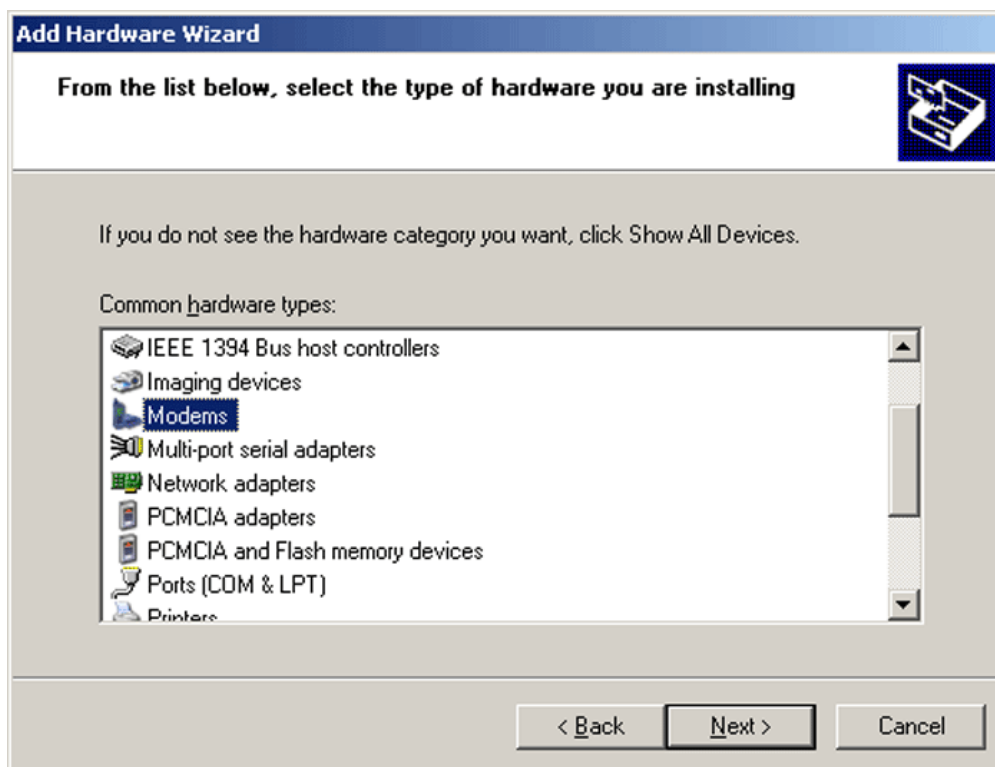 Add Hardware Wizard
From the list below, select the type of hardware you are installing
If you do not see the hardware category you want, click Show All Devices.
Common hardware types:
IEEE 1394 Bus host controllers
Imaging devices
Modems
Multi-port serial adapters
Network adapters
PCMCIA adapters
PCMCIA and Flash memory devices
Ports (COM & LPT)
Printers
< Back
Next >
Cancel